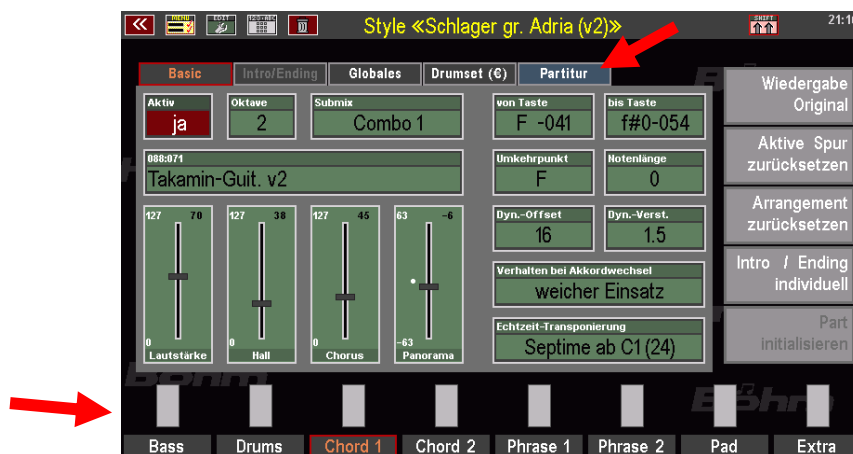 MENU
EDIT
Style «Schlager gr. Adria (v2)»
SHIFT
Basic
Intro/Ending
Globales
Drumset (€)
Partitur
Aktiv
ja
Oktave
2
Submix
Combo 1
von Taste
F -041
bis Taste
f#0-054
088:071
Takamin-Guit. v2
Umkehrpunkt
F
Notenlänge
0
127 70
0
Lautstärke
127 38
0
Hall
127 45
0
Chorus
63 -6
-63
Panorama
Dyn.-Offset
16
Dyn.-Verst.
1.5
Verhalten bei Akkordwechsel
weicher Einsatz
Echtzeit-Transponierung
Septime ab C1(24)
Wiedergabe
Original
Aktive Spur
zurücksetzen
Arrangement
zurücksetzen
Intro / Ending
individuell
Part
initialisieren
Böhm
Böhm
Bass
Drums
Chord 1
Chord 2
Phrase 1
Phrase 2
Pad
Extra